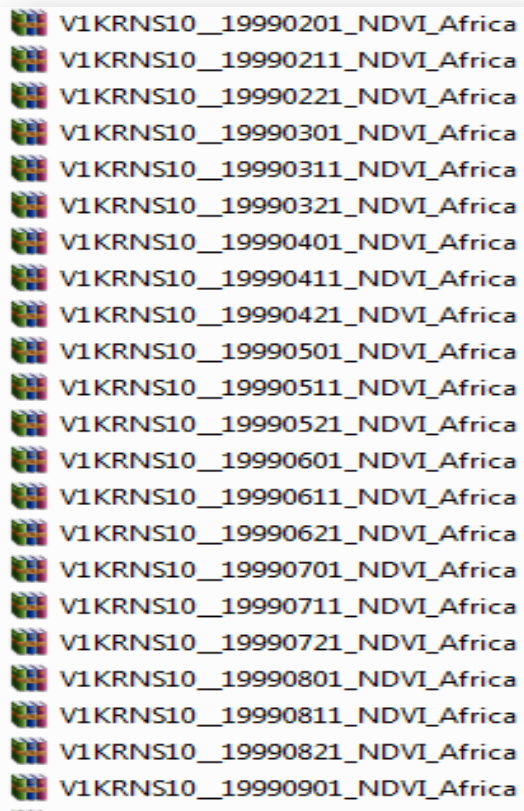 V1KRNS10__19990201_NDVI_Africa
V1KRNS10__19990211_NDVI_Africa
V1KRNS10__19990221_NDVI_Africa
V1KRNS10__19990301_NDVI_Africa
V1KRNS10__19990311_NDVI_Africa
V1KRNS10__19990321_NDVI_Africa
V1KRNS10__19990401_NDVI_Africa
V1KRNS10__19990411_NDVI_Africa
V1KRNS10__19990421_NDVI_Africa
V1KRNS10__19990501_NDVI_Africa
V1KRNS10__19990511_NDVI_Africa
V1KRNS10__19990521_NDVI_Africa
V1KRNS10__19990601_NDVI_Africa
V1KRNS10__19990611_NDVI_Africa
V1KRNS10__19990621_NDVI_Africa
V1KRNS10__19990701_NDVI_Africa
V1KRNS10__19990711_NDVI_Africa
V1KRNS10__19990721_NDVI_Africa
V1KRNS10__19990801_NDVI_Africa
V1KRNS10__19990811_NDVI_Africa
V1KRNS10__19990821_NDVI_Africa
V1KRNS10__19990901_NDVI_Africa